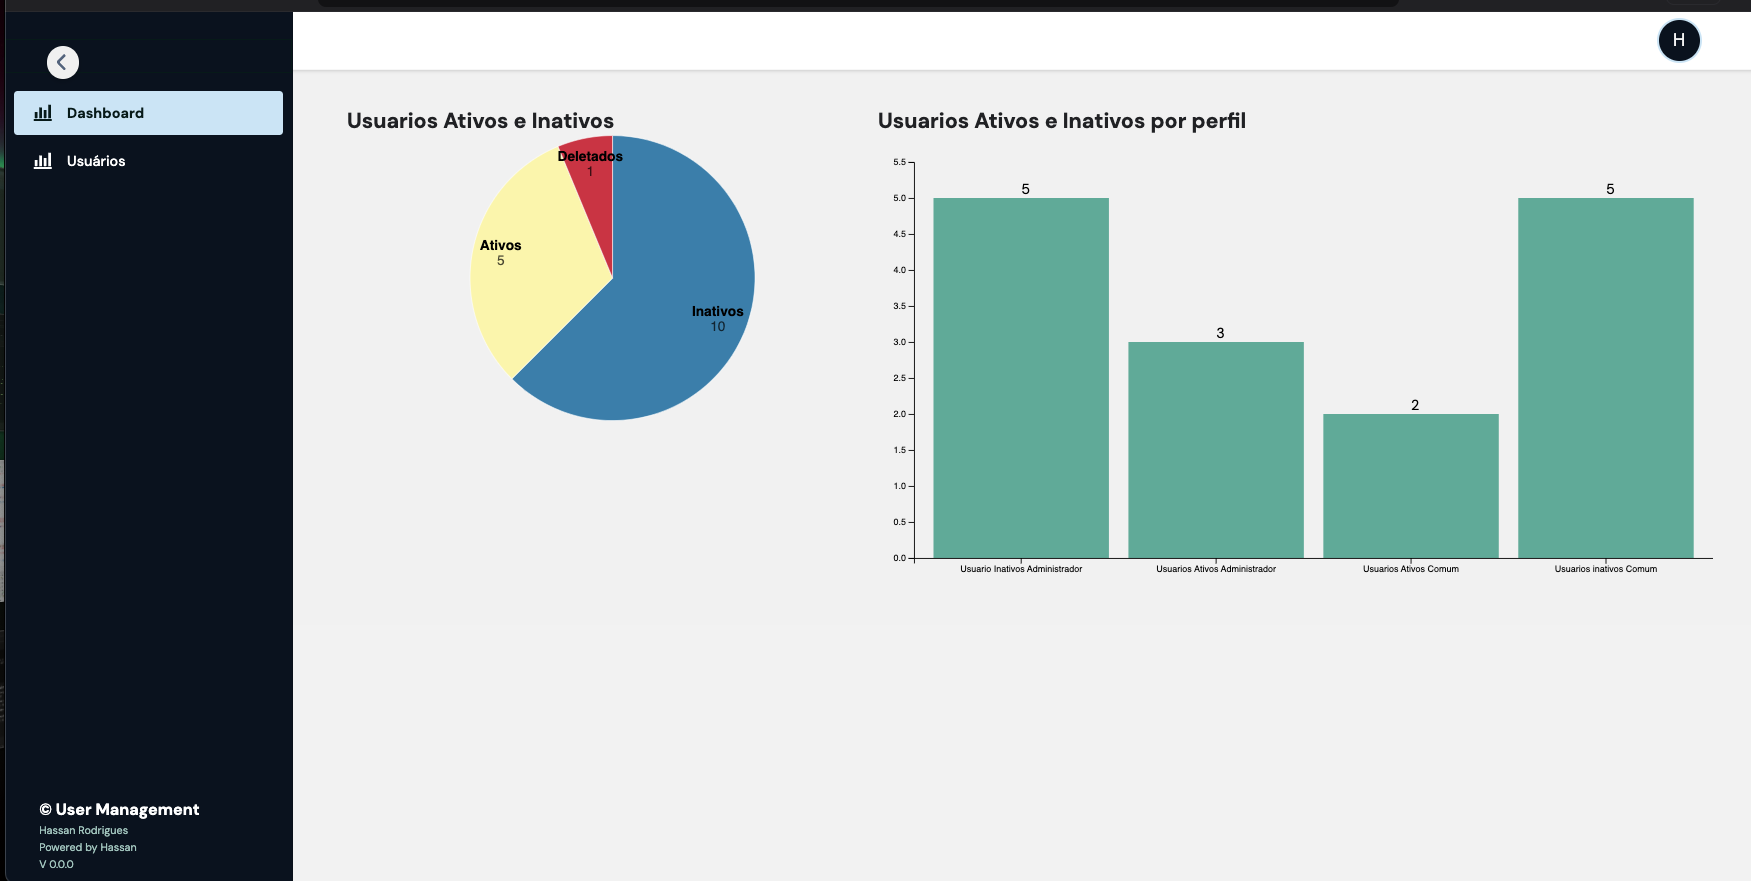 H
Dashboard
Usuários
Usuarios Ativos e Inativos
Deletados
1
Ativos
5
Inativos
10
Usuarios Ativos e Inativos por perfil
5.5
5.0
4.5
4.0
3.5
3.0
2.5
2.0
1.5
1.0
0.5
0.0
5
3
2
5
Usuario Inativos Administrador
Usuarios Ativos Administrador
Usuarios Ativos Comum
Usuarios inativos Comum
© User Management
Hassan Rodrigues
Powered by Hassan
V 0.0.0